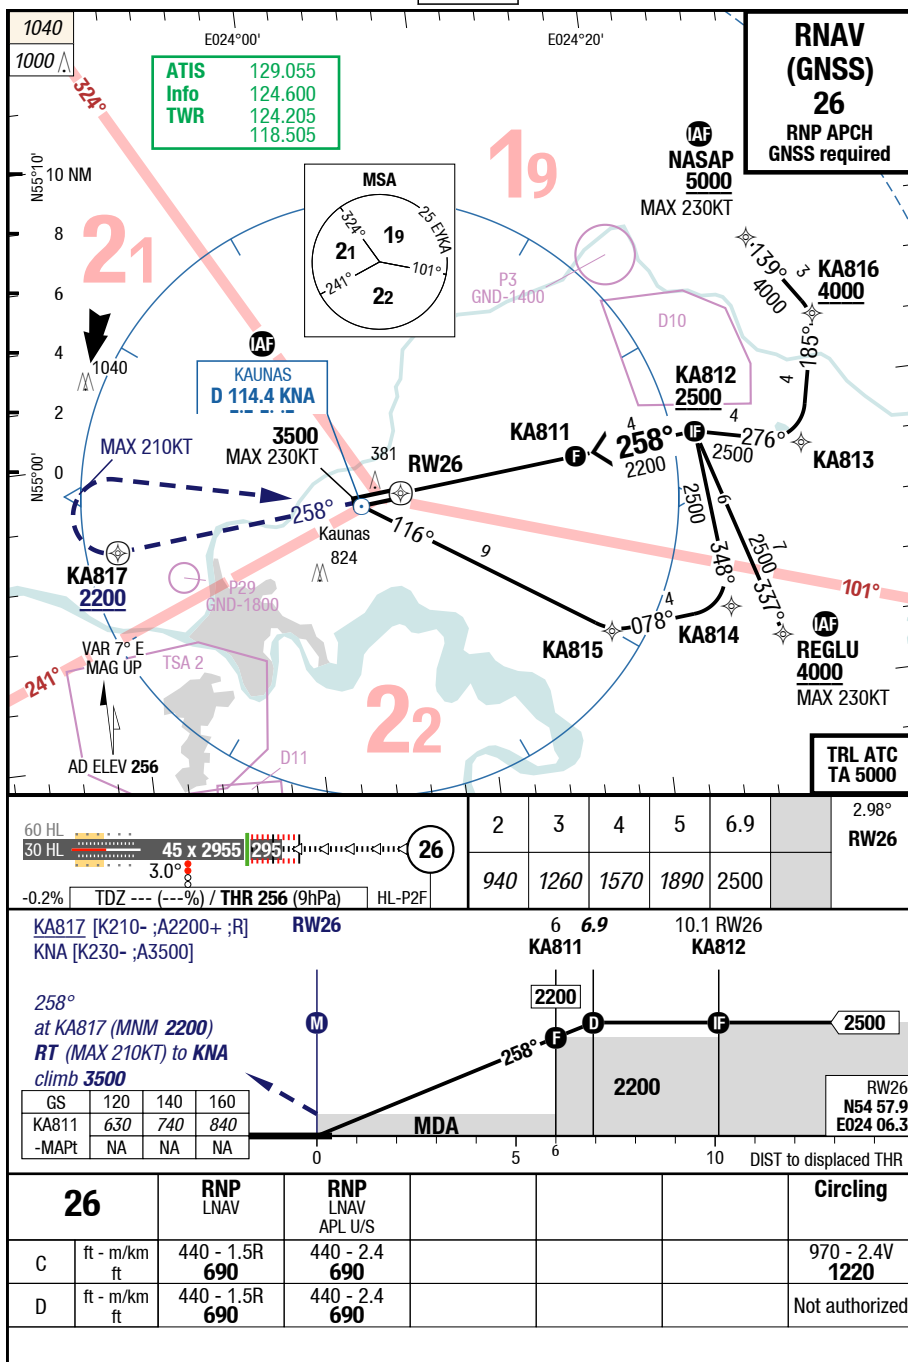 1040
1000
E024°00'
E024°20'
RNAV
(GNSS)
26
RNP APCH
GNSS required
ATIS 129.055
Info 124.600
TWR 124.205
118.505
324°
N55°10'
10 NM
8
6
4
2
0
N55°00'
21
19
22
MSA
324°
19
25 EYKA
21
241°
101°
22
IAF
NASAP
5000
MAX 230KT
139°
4000
3
KA816
4000
185°
4
P3
GND-1400
D10
1040
IAF
KAUNAS
D 114.4 KNA
3500
MAX 230KT
381
RW26
KA811
F
4
258°
2200
KA812
2500
IF
4
276°
2500
KA813
MAX 210KT
258°
KA817
2200
Kaunas
824
116°
9
2500
348°
6
2500
7
337°
101°
P29
GND-1800
KA815
4
078°
KA814
IAF
REGLU
4000
MAX 230KT
VAR 7° E
MAG UP
TSA 2
241°
D11
AD ELEV 256
TRL ATC
TA 5000
60 HL
30 HL
45 x 2955
295
26
3.0°
-0.2%
TDZ --- (---%) / THR 256 (9hPa)
HL-P2F
2 3 4 5 6.9
940 1260 1570 1890 2500
2.98°
RW26
KA817 [K210- ;A2200+ ;R]
KNA [K230- ;A3500]
RW26
6 6.9
KA811
10.1 RW26
KA812
258°
at KA817 (MNM 2200)
RT (MAX 210KT) to KNA
climb 3500
M
2200
F
D
IF
2500
258°
2200
MDA
RW26
N54 57.9
E024 06.3
GS 120 140 160
KA811 630 740 840
-MAPt NA NA NA
0 5 6 10 DIST to displaced THR
26
RNP
LNAV
RNP
LNAV
APL U/S
Circling
C
ft - m/km
ft
440 - 1.5R
690
440 - 2.4
690
970 - 2.4V
1220
D
ft - m/km
ft
440 - 1.5R
690
440 - 2.4
690
Not authorized